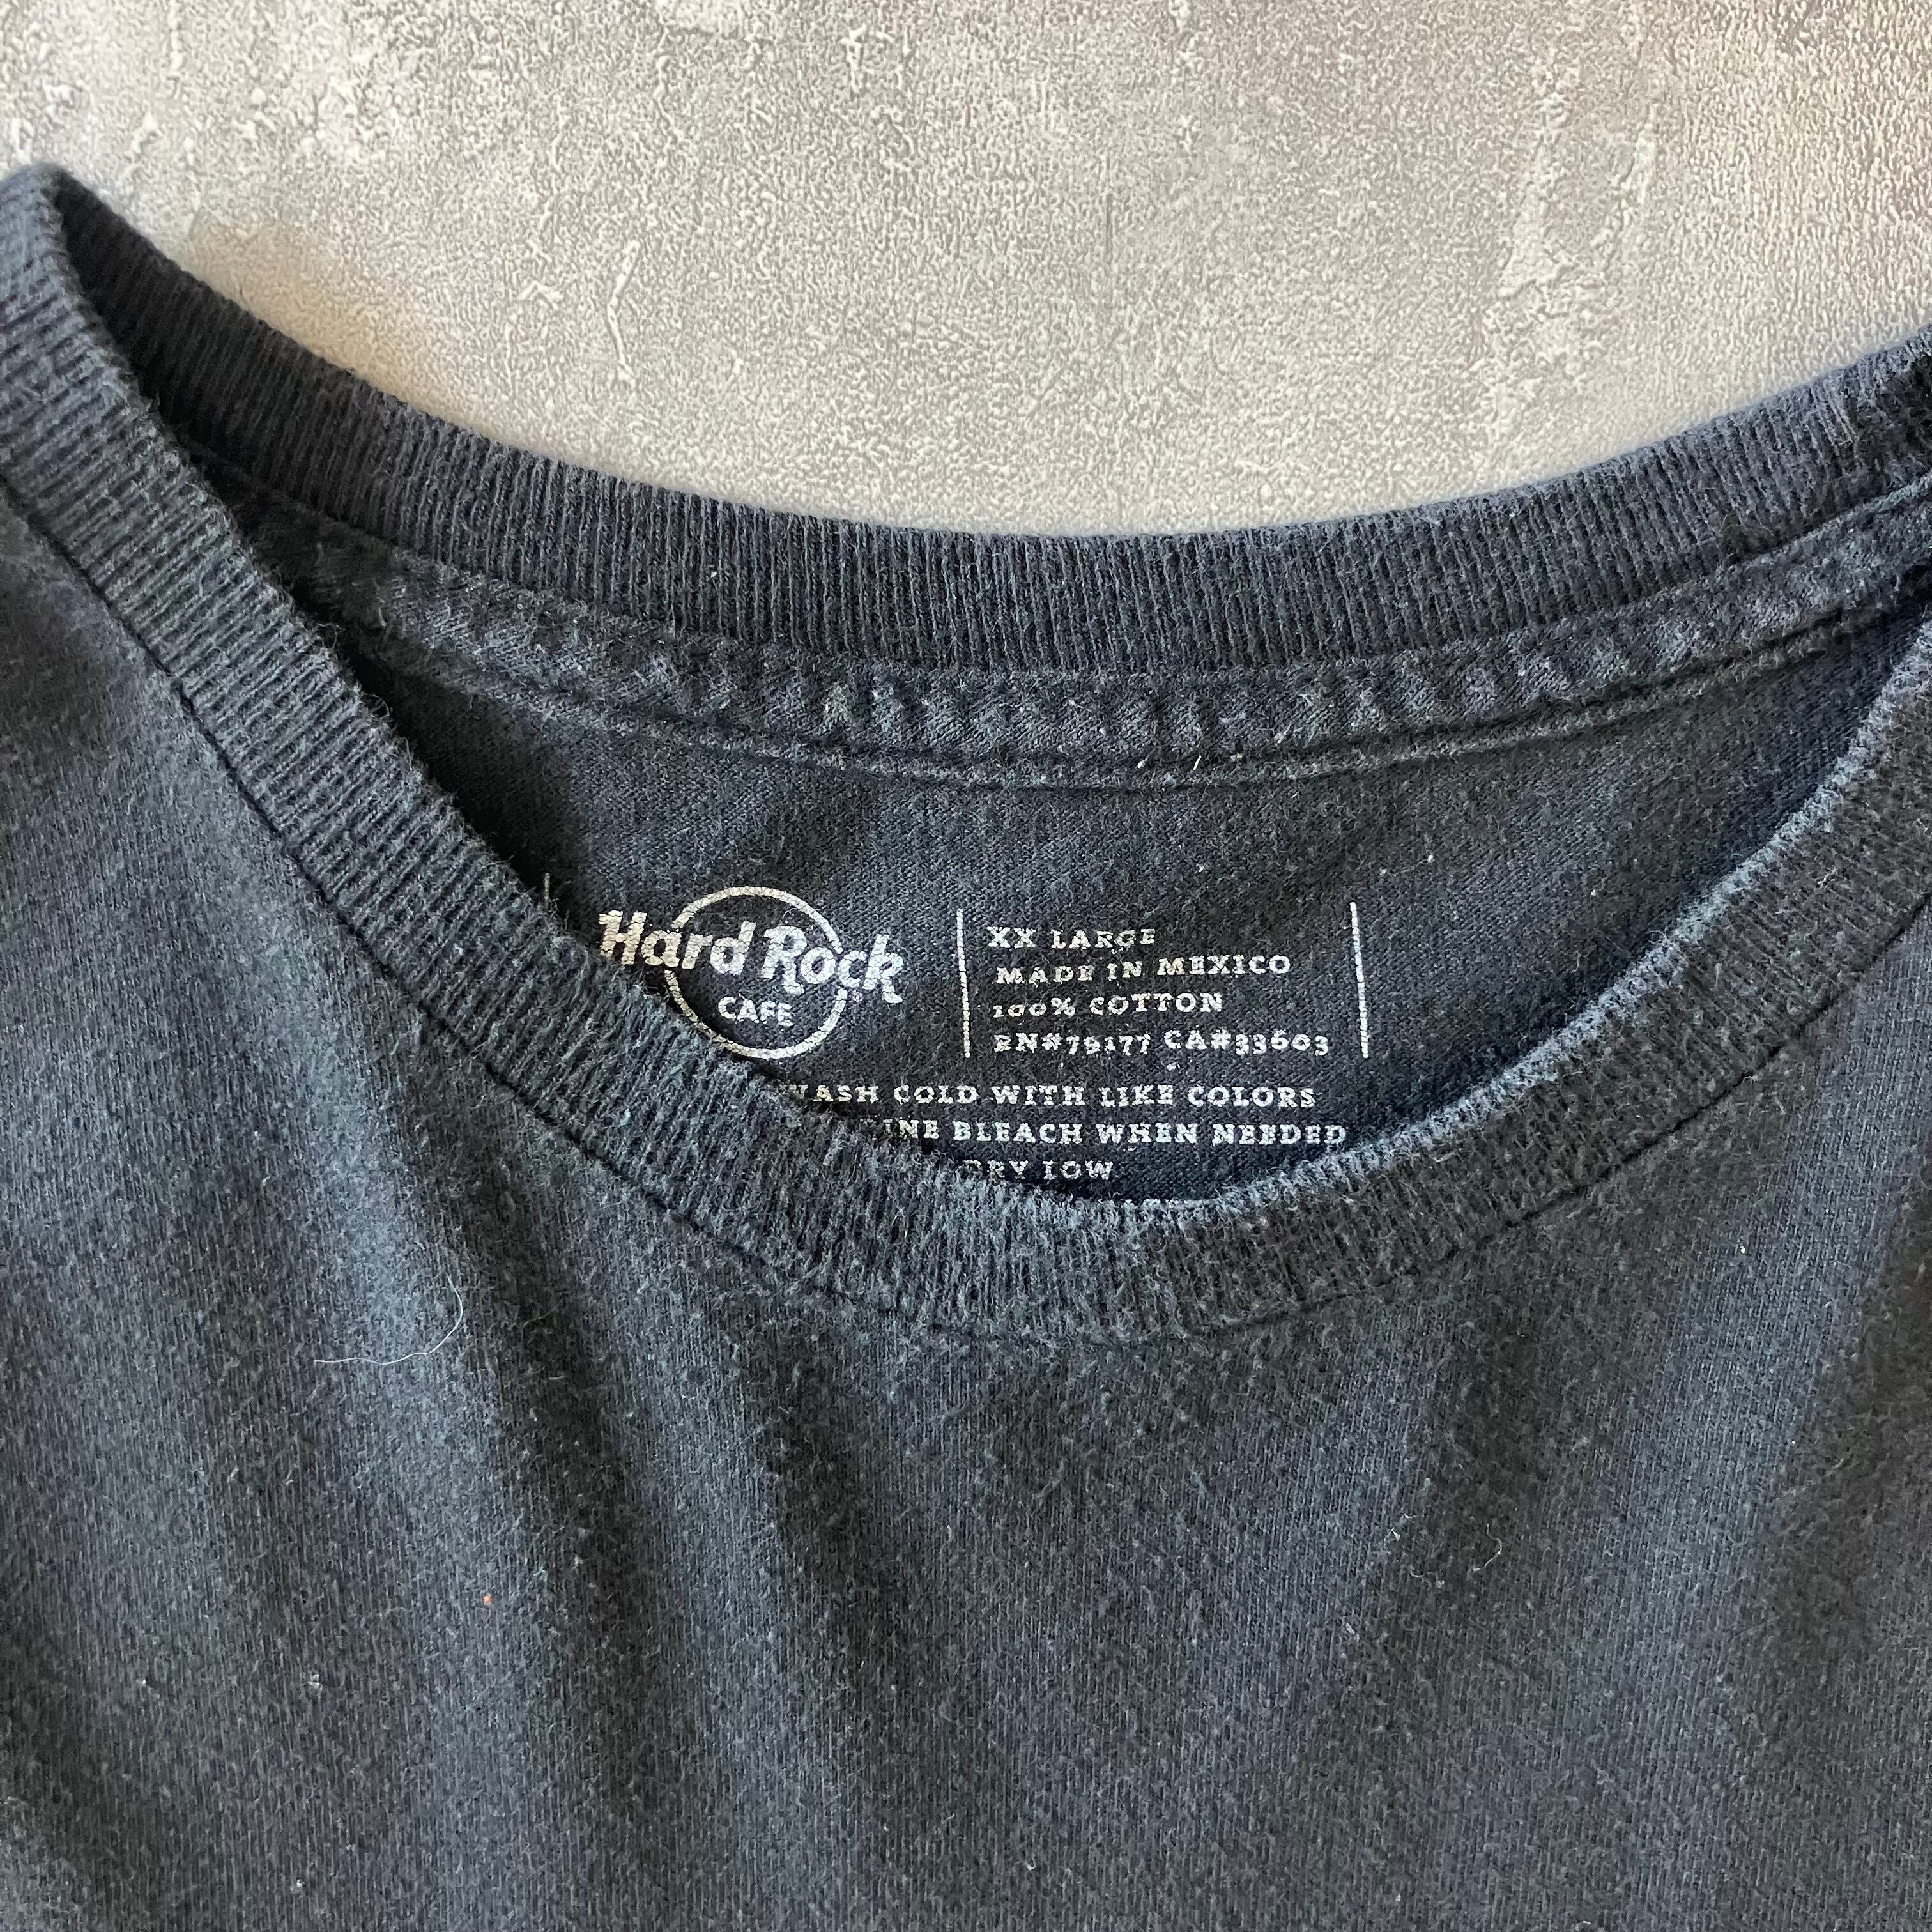 Hard Rock
CAFE
XX LARGE
MADE IN MEXICO
100% COTTON
RN#79177 CA#33603
WASH COLD WITH LIKE COLORS
INE BLEACH WHEN NEEDED
DRY LOW